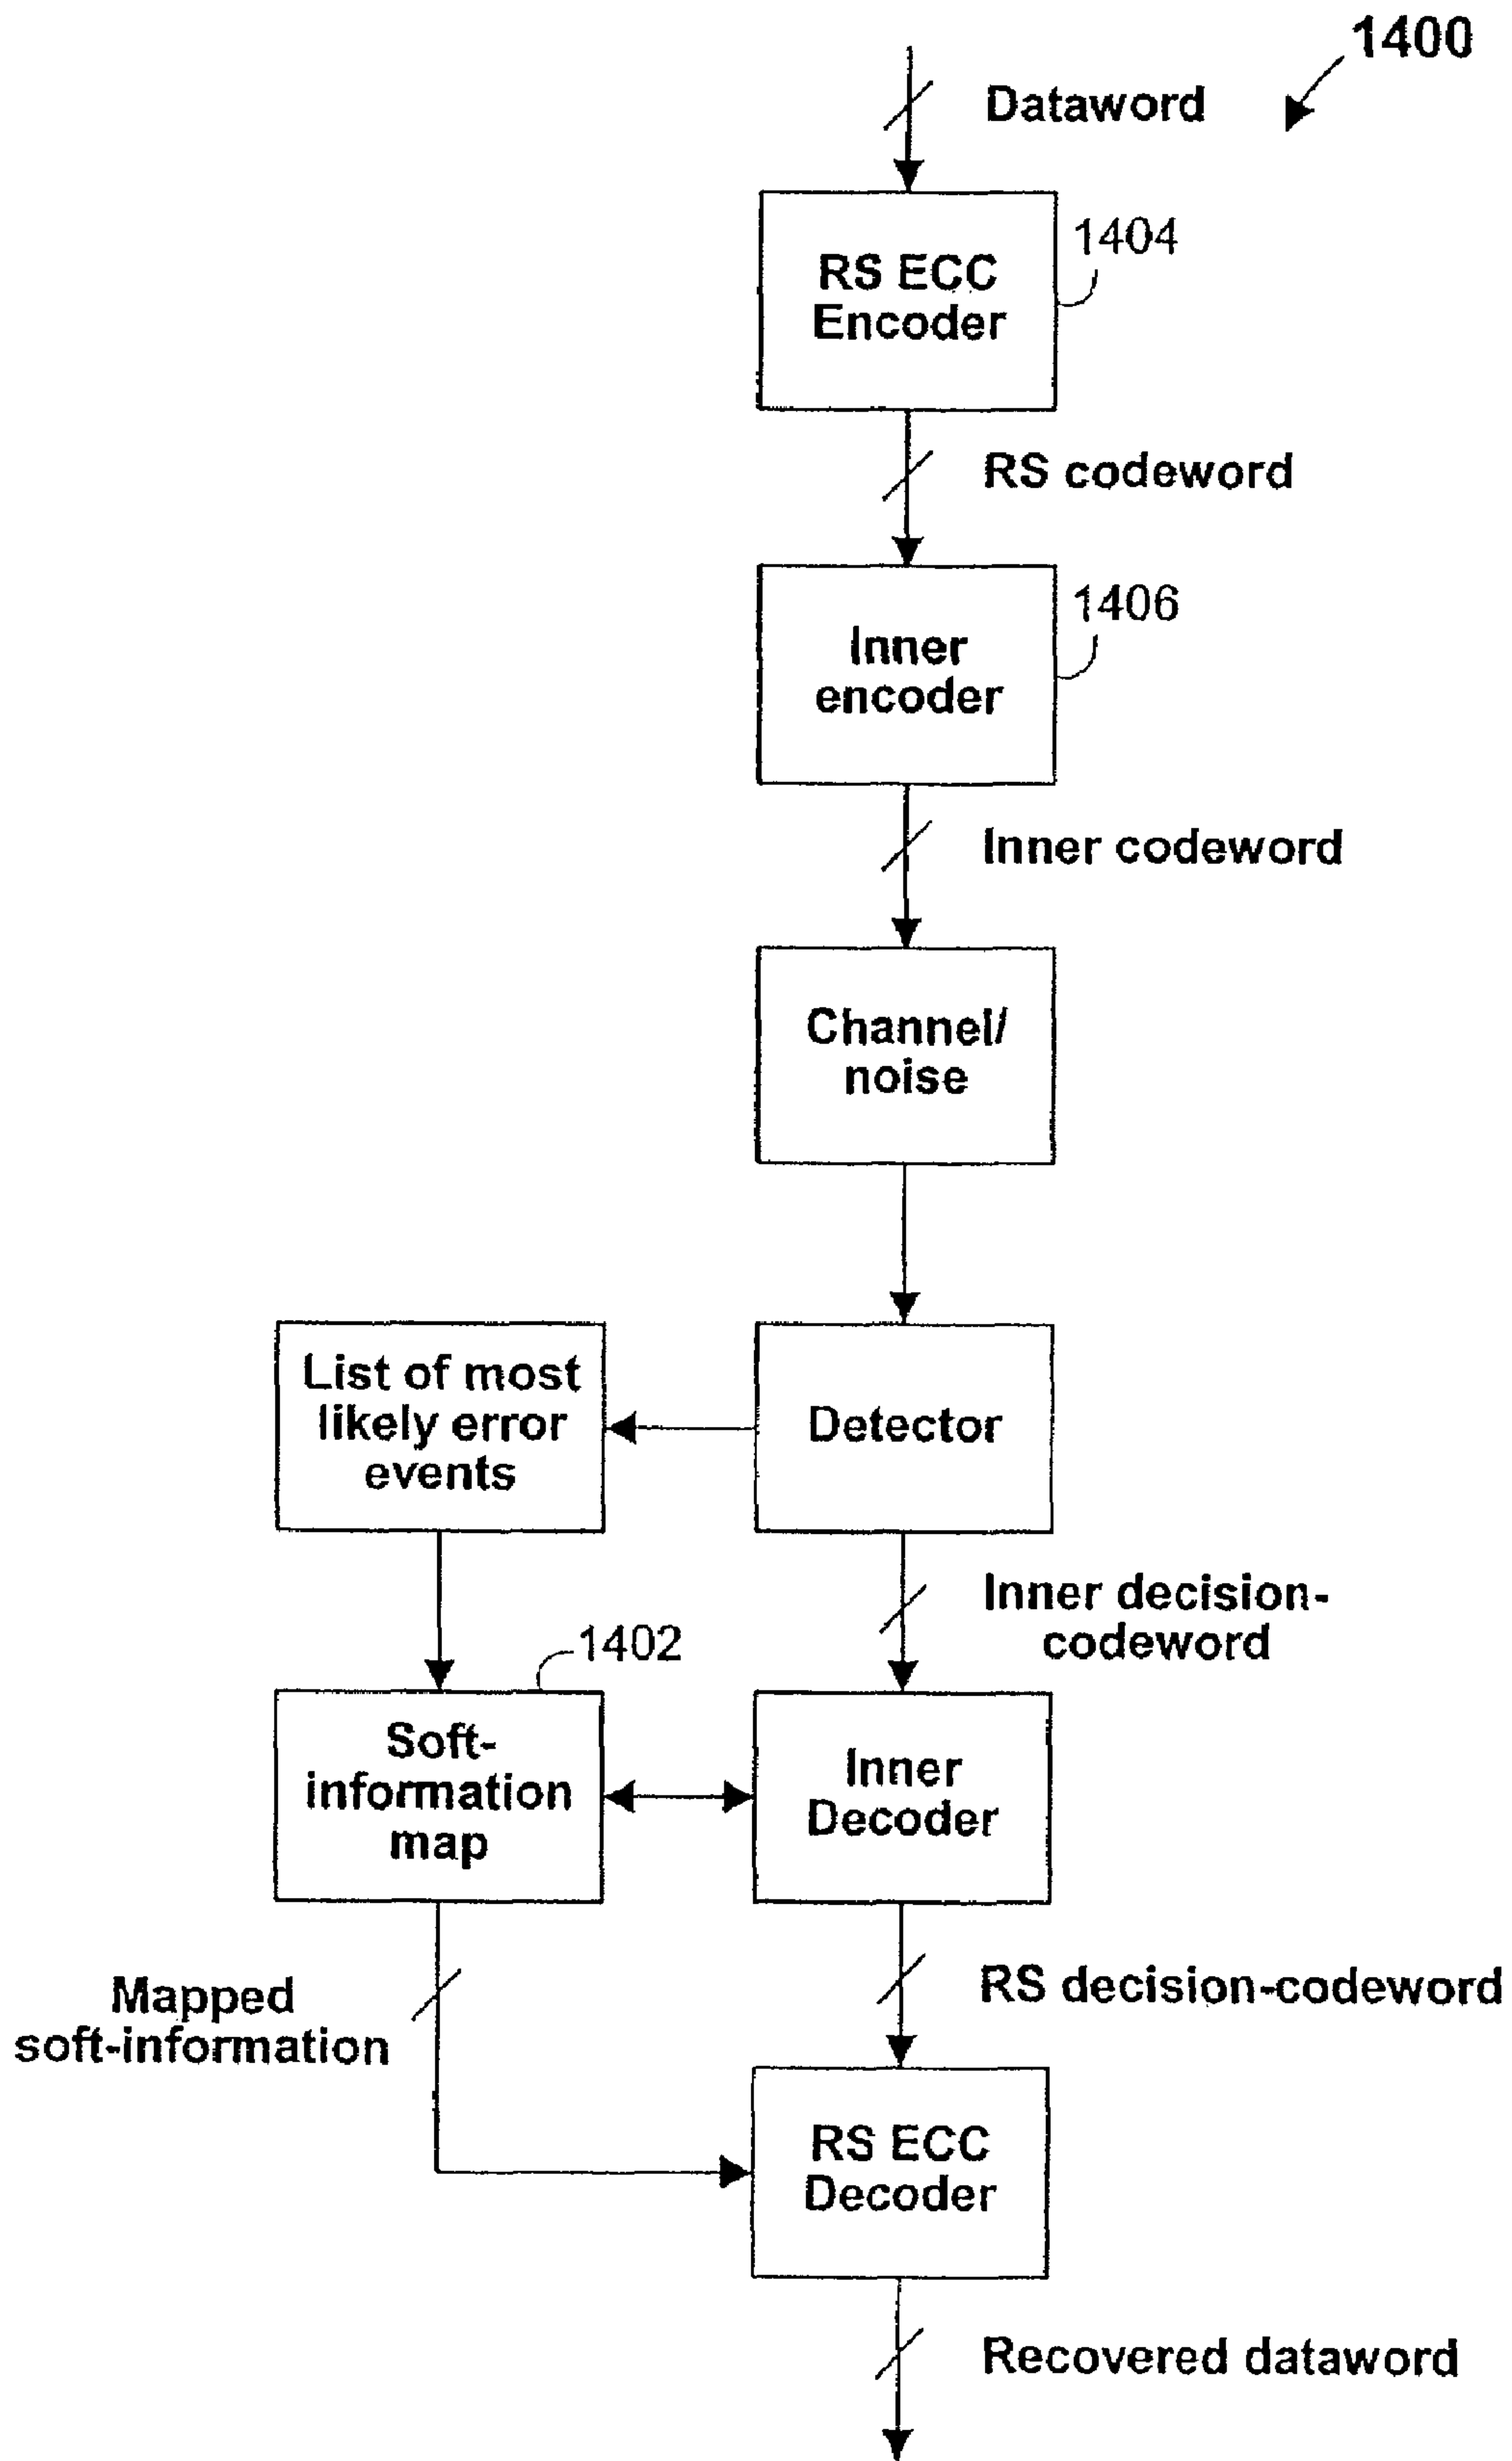 1400
Dataword
1404
RS ECC
Encoder
RS codeword
1406
Inner
encoder
Inner codeword
Channel/
noise
List of most
likely error
events
Detector
Inner decision-
codeword
1402
Soft-
information
map
Inner
Decoder
Mapped
soft-information
RS decision-codeword
RS ECC
Decoder
Recovered dataword